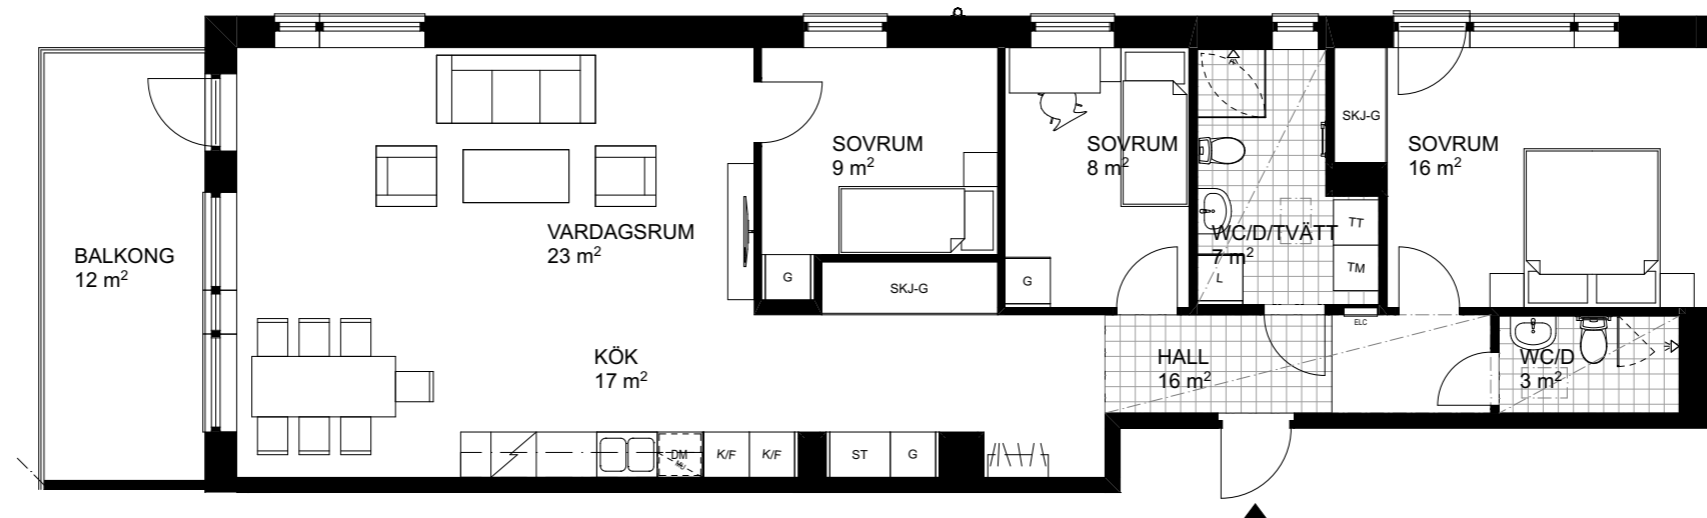 BALKONG
12 m²
VARDAGSRUM
23 m²
KÖK
17 m²
SOVRUM
9 m²
G
SKJ-G
SOVRUM
8 m²
G
WC/D/TVÄTT
7 m²
L
TT
TM
SKJ-G
SOVRUM
16 m²
ELC
HALL
16 m²
WC/D
3 m²
DM
MU
K/F
K/F
ST
G